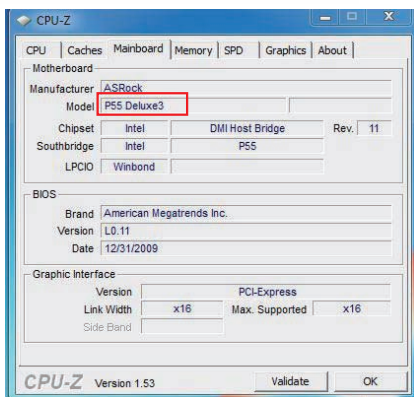 CPU-Z
CPU Caches Mainboard Memory SPD Graphics About
Motherboard
Manufacturer ASRock
Model P55 Deluxe3
Chipset Intel DMI Host Bridge Rev. 11
Southbridge Intel P55
LPCIO Winbond
BIOS
Brand American Megatrends Inc.
Version L0.11
Date 12/31/2009
Graphic Interface
Version PCI-Express
Link Width x16 Max. Supported x16
Side Band
CPU-Z Version 1.53 Validate OK